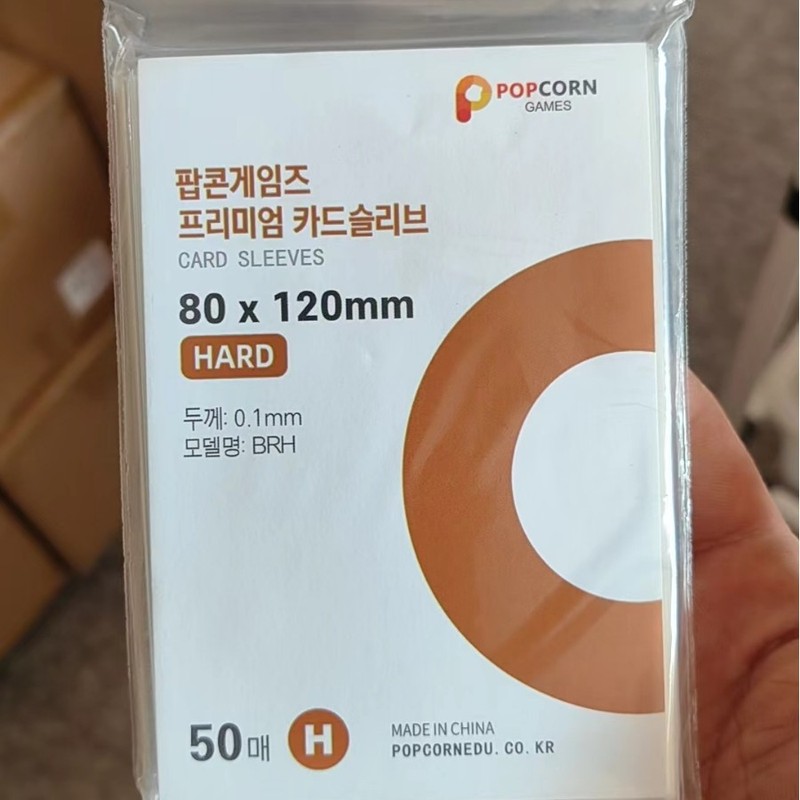 POPCORN
GAMES
팝콘게임즈
프리미엄 카드슬리브
CARD SLEEVES
80 x 120mm
HARD
두께: 0.1mm
모델명: BRH
50매 H
MADE IN CHINA
POPCORNEDU.CO.KR